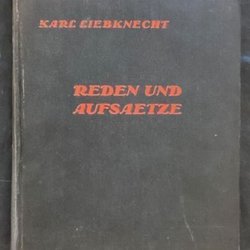 KARL LIEBKNECHT
REDEN UND
AUFSAETZE